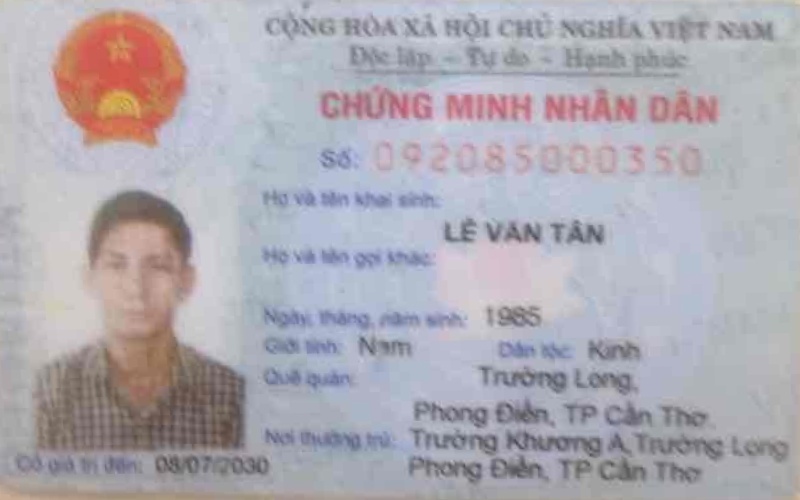 CỘNG HÒA XÃ HỘI CHỦ NGHĨA VIỆT NAM
Độc lập - Tự do - Hạnh phúc
CHỨNG MINH NHÂN DÂN
Số: 092085000350
Họ và tên khai sinh:
LÊ VĂN TÂN
Họ và tên gọi khác:
Ngày, tháng, năm sinh: 1985
Giới tính: Nam Dân tộc: Kinh
Quê quán: Trường Long,
Phong Điền, TP Cần Thơ.
Nơi thường trú: Trường Khương A, Trường Long
Phong Điền, TP Cần Thơ
Có giá trị đến: 08/07/2030